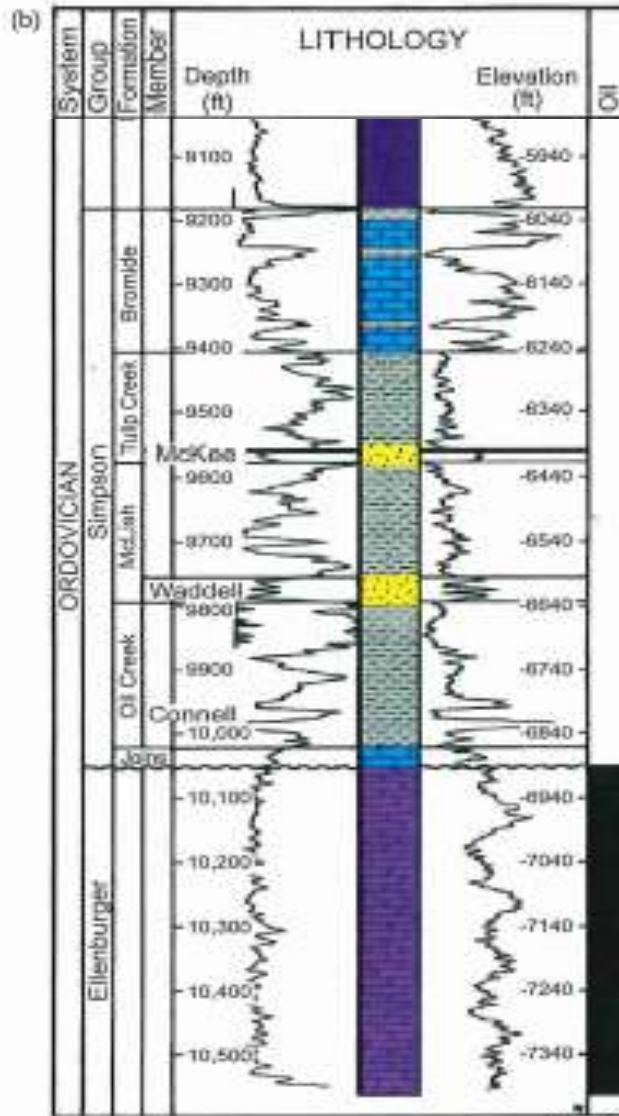 (b)
LITHOLOGY
System
Group
Formation
Member
Depth
(ft)
Elevation
(ft)
Oil
ORDOVICIAN
Simpson
Ellenburger
Bromide
Tulip Creek
McLish
Oil Creek
Joins
McKee
Waddell
Connell
-9100
-9200
-9300
-9400
-9500
-9600
-9700
-9800
-9900
-10,000
-10,100
-10,200
-10,300
-10,400
-10,500
-5940
-6040
-6140
-6240
-6340
-6440
-6540
-6640
-6740
-6840
-6940
-7040
-7140
-7240
-7340